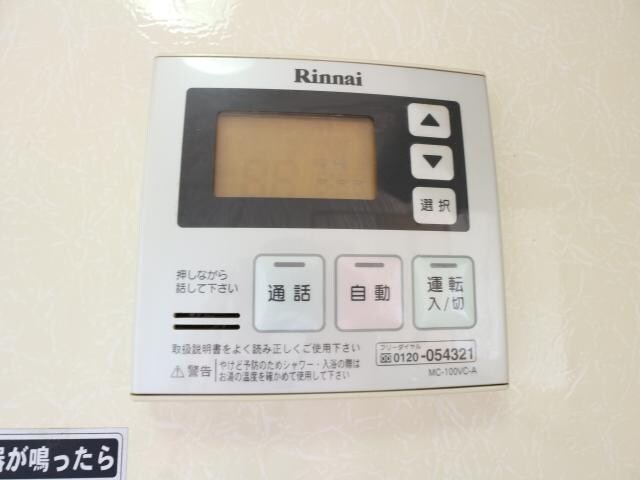 Rinnai
選択
押しながら
話して下さい
通話
自動
運転
入/切
取扱説明書をよく読み正しくご使用下さい
フリーダイヤル
0120-054321
警告
やけど予防のためシャワー・入浴の際は
お湯の温度を確かめて使用して下さい
MC-100VC-A
器が鳴ったら